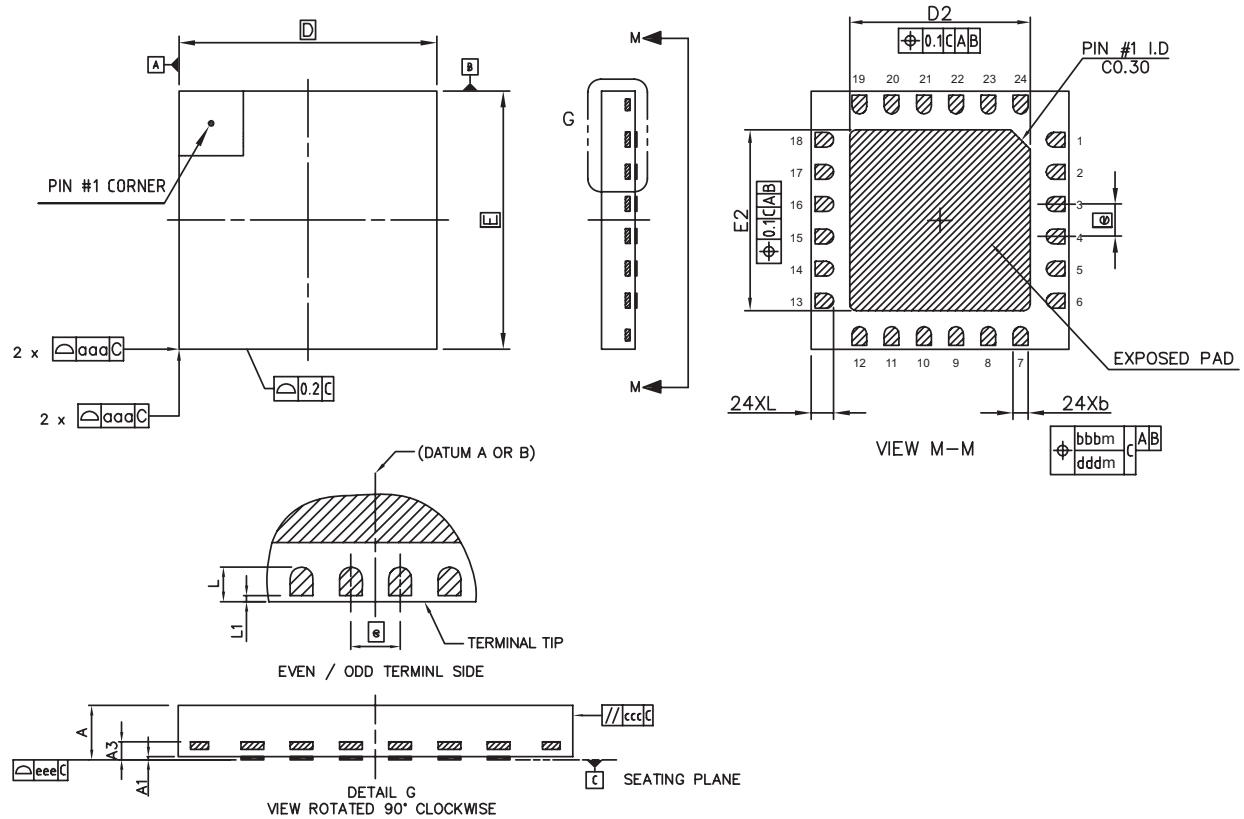 D
A
B
PIN #1 CORNER
E
2 x aaa C
0.2 C
2 x aaa C
M
G
M
D2
0.1 C A B
PIN #1 I.D
C0.30
19 20 21 22 23 24
18
17
16
15
14
13
1
2
3
4
5
6
E2
0.1 C A B
e
12 11 10 9 8 7
EXPOSED PAD
24XL
24Xb
VIEW M-M
bbbm C A B
dddm
(DATUM A OR B)
L
L1
e
TERMINAL TIP
EVEN / ODD TERMINL SIDE
A
A3
A1
// ccc C
eee C
C SEATING PLANE
DETAIL G
VIEW ROTATED 90° CLOCKWISE